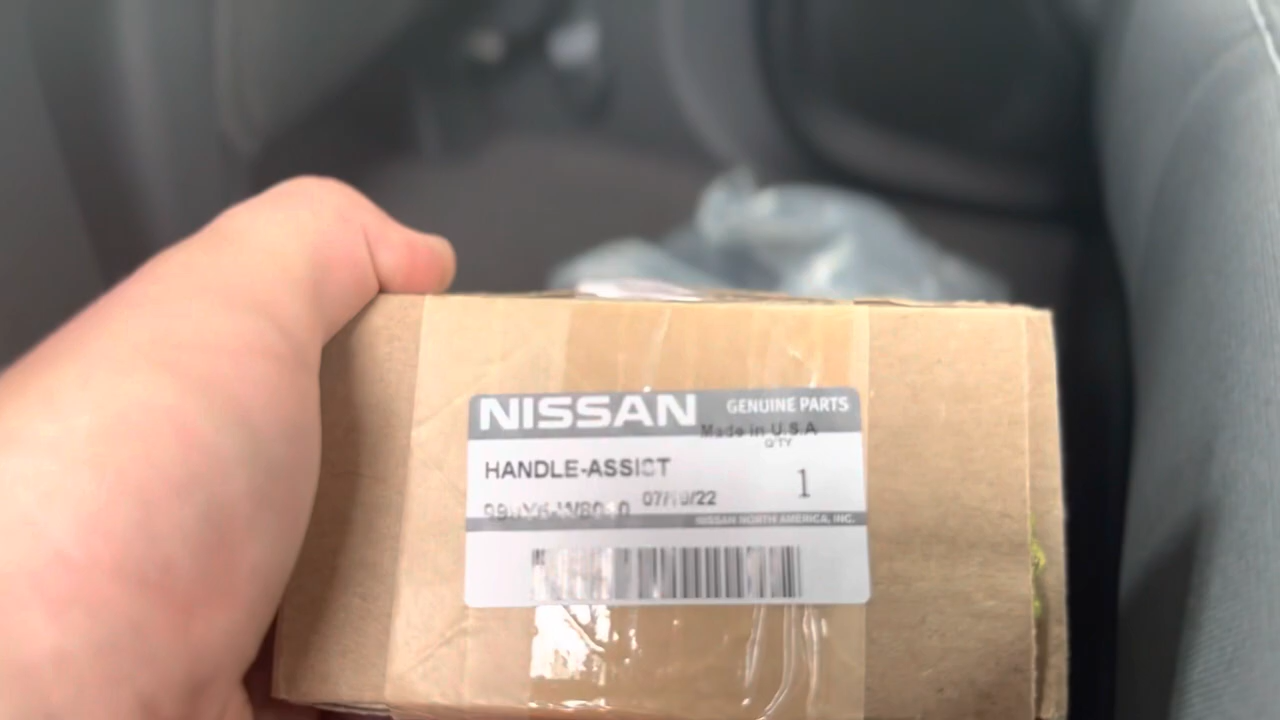 NISSAN GENUINE PARTS
Made in U.S.A
Q'TY
HANDLE-ASSIST
1
NISSAN NORTH AMERICA, INC.